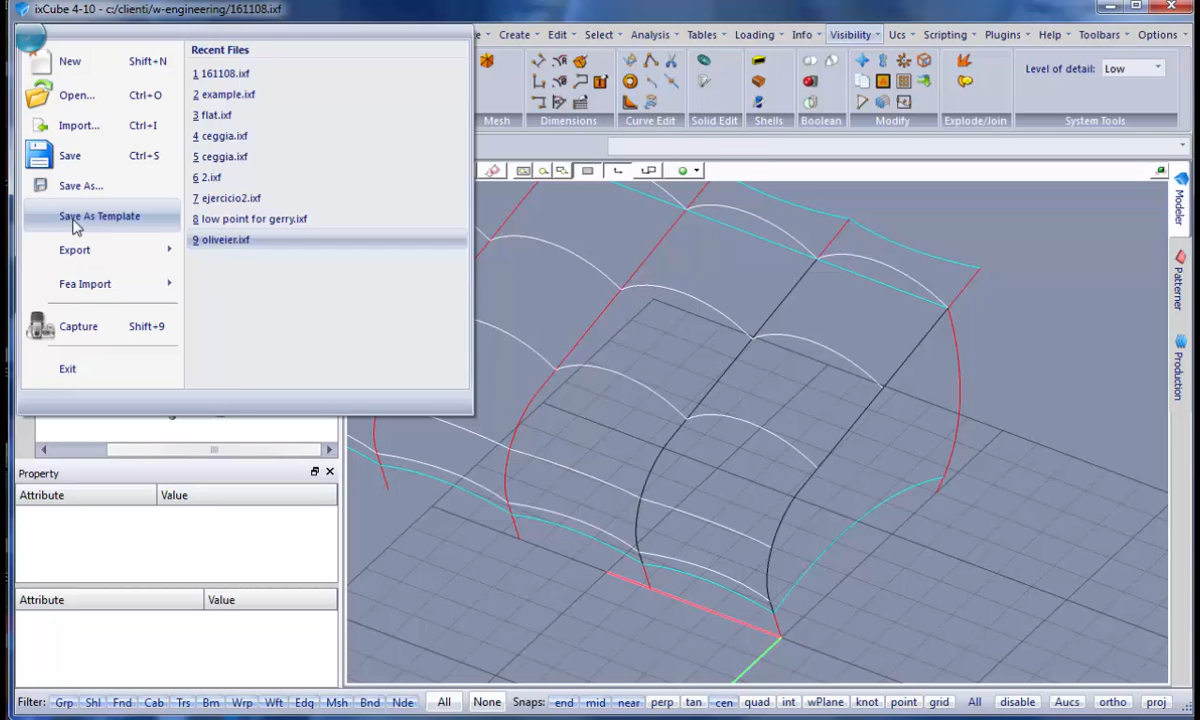 ixCube 4-10 - c:/clienti/w-engineering/161108.ixf
Create Edit Select Analysis Tables Loading Info Visibility Ucs Scripting Plugins Help Toolbars Options
New Shift+N
Open... Ctrl+O
Import... Ctrl+I
Save Ctrl+S
Save As...
Save As Template
Export
Fea Import
Capture Shift+9
Exit
Recent Files
1 161108.ixf
2 example.ixf
3 flat.ixf
4 ceggia.ixf
5 ceggia.ixf
6 2.ixf
7 ejercicio2.ixf
8 low point for gerry.ixf
9 oliveier.ixf
Level of detail: Low
Mesh Dimensions Curve Edit Solid Edit Shells Boolean Modify Explode/Join System Tools
Modeler
Patterner
Production
Property
Attribute Value
Attribute Value
Filter: Grp Shl Fnd Cab Trs Bm Wrp Wft Edq Msh Bnd Nde All None Snaps: end mid near perp tan cen quad int wPlane knot point grid All disable Aucs ortho proj